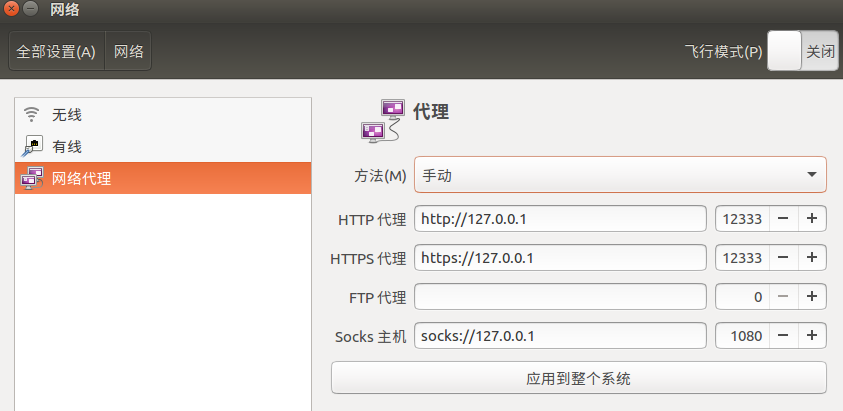 网络
全部设置(A) 网络 飞行模式(P) 关闭
无线
有线
网络代理
代理
方法(M) 手动
HTTP 代理 http://127.0.0.1 12333 − +
HTTPS 代理 https://127.0.0.1 12333 − +
FTP 代理 0 − +
Socks 主机 socks://127.0.0.1 1080 − +
应用到整个系统